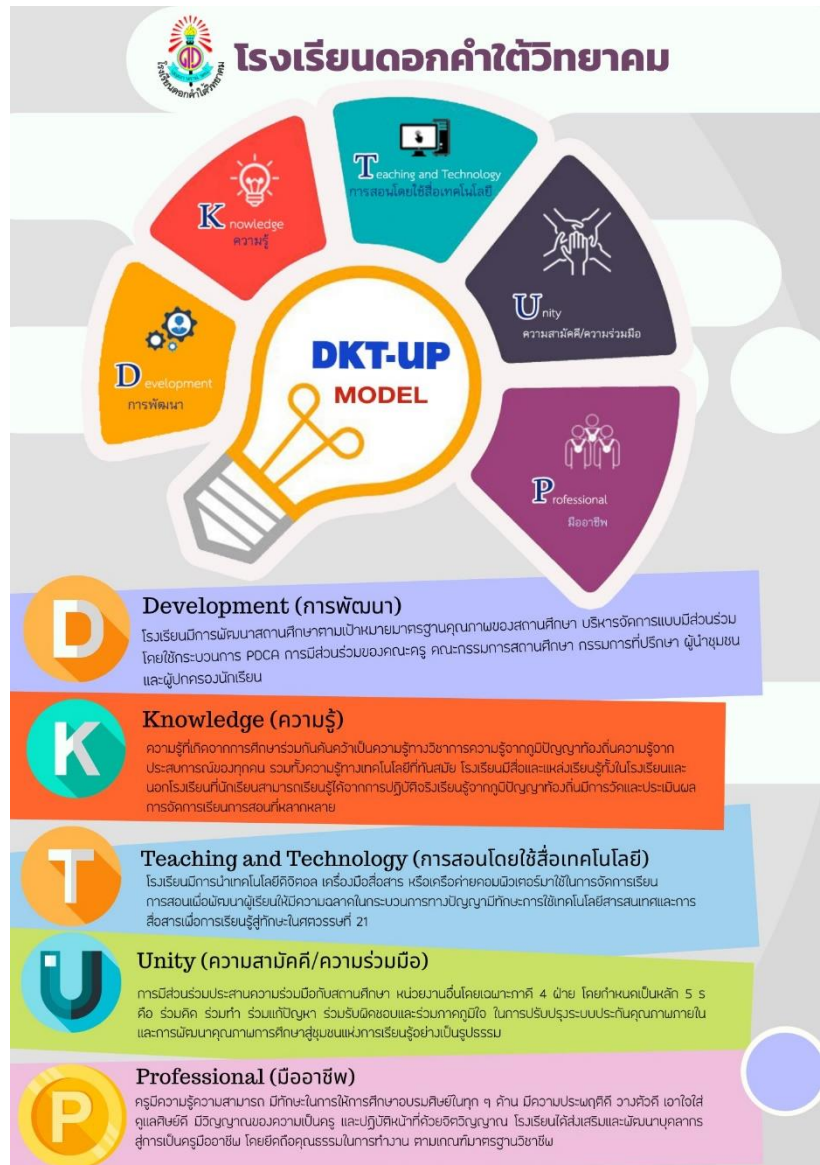 โรงเรียนดอกคำใต้วิทยาคม
โรงเรียนดอกคำใต้วิทยาคม
Teaching and Technology
การสอนโดยใช้สื่อเทคโนโลยี
Knowledge
ความรู้
Unity
ความสามัคคี/ความร่วมมือ
Development
การพัฒนา
DKT-UP
MODEL
Professional
มืออาชีพ
D
Development (การพัฒนา)
โรงเรียนมีการพัฒนาสถานศึกษาตามเป้าหมายมาตรฐานคุณภาพของสถานศึกษา บริหารจัดการแบบมีส่วนร่วม
โดยใช้กระบวนการ PDCA การมีส่วนร่วมของคณะครู คณะกรรมการสถานศึกษา กรรมการที่ปรึกษา ผู้นำชุมชน
และผู้ปกครองนักเรียน
K
Knowledge (ความรู้)
ความรู้ที่เกิดจากการศึกษาร่วมกันค้นคว้าเป็นความรู้ทางวิชาการความรู้จากภูมิปัญญาท้องถิ่นความรู้จาก
ประสบการณ์ของทุกคน รวมทั้งความรู้ทางเทคโนโลยีที่ทันสมัย โรงเรียนมีสื่อและแหล่งเรียนรู้ทั้งในโรงเรียนและ
นอกโรงเรียนที่นักเรียนสามารถเรียนรู้ได้จากการปฏิบัติจริงเรียนรู้จากภูมิปัญญาท้องถิ่นมีการวัดและประเมินผล
การจัดการเรียนการสอนที่หลากหลาย
T
Teaching and Technology (การสอนโดยใช้สื่อเทคโนโลยี)
โรงเรียนมีการนำเทคโนโลยีดิจิตอล เครื่องมือสื่อสาร หรือเครือข่ายคอมพิวเตอร์มาใช้ในการจัดการเรียน
การสอนเพื่อพัฒนาผู้เรียนให้มีความฉลาดในกระบวนการทางปัญญามีทักษะการใช้เทคโนโลยีสารสนเทศและการ
สื่อสารเพื่อการเรียนรู้สู่ทักษะในศตวรรษที่ 21
U
Unity (ความสามัคคี/ความร่วมมือ)
การมีส่วนร่วมประสานความร่วมมือกับสถานศึกษา หน่วยงานอื่นโดยเฉพาะภาคี 4 ฝ่าย โดยกำหนดเป็นหลัก 5 ร
คือ ร่วมคิด ร่วมทำ ร่วมแก้ปัญหา ร่วมรับผิดชอบและร่วมภาคภูมิใจ ในการปรับปรุงระบบประกันคุณภาพภายใน
และการพัฒนาคุณภาพการศึกษาสู่ชุมชนแห่งการเรียนรู้อย่างเป็นรูปธรรม
P
Professional (มืออาชีพ)
ครูมีความรู้ความสามารถ มีทักษะในการให้การศึกษาอบรมศิษย์ในทุก ๆ ด้าน มีความประพฤติดี วางตัวดี เอาใจใส่
ดูแลศิษย์ดี มีวิญญาณของความเป็นครู และปฏิบัติหน้าที่ด้วยจิตวิญญาณ โรงเรียนได้ส่งเสริมและพัฒนาบุคลากร
สู่การเป็นครูมืออาชีพ โดยยึดถือคุณธรรมในการทำงาน ตามเกณฑ์มาตรฐานวิชาชีพ